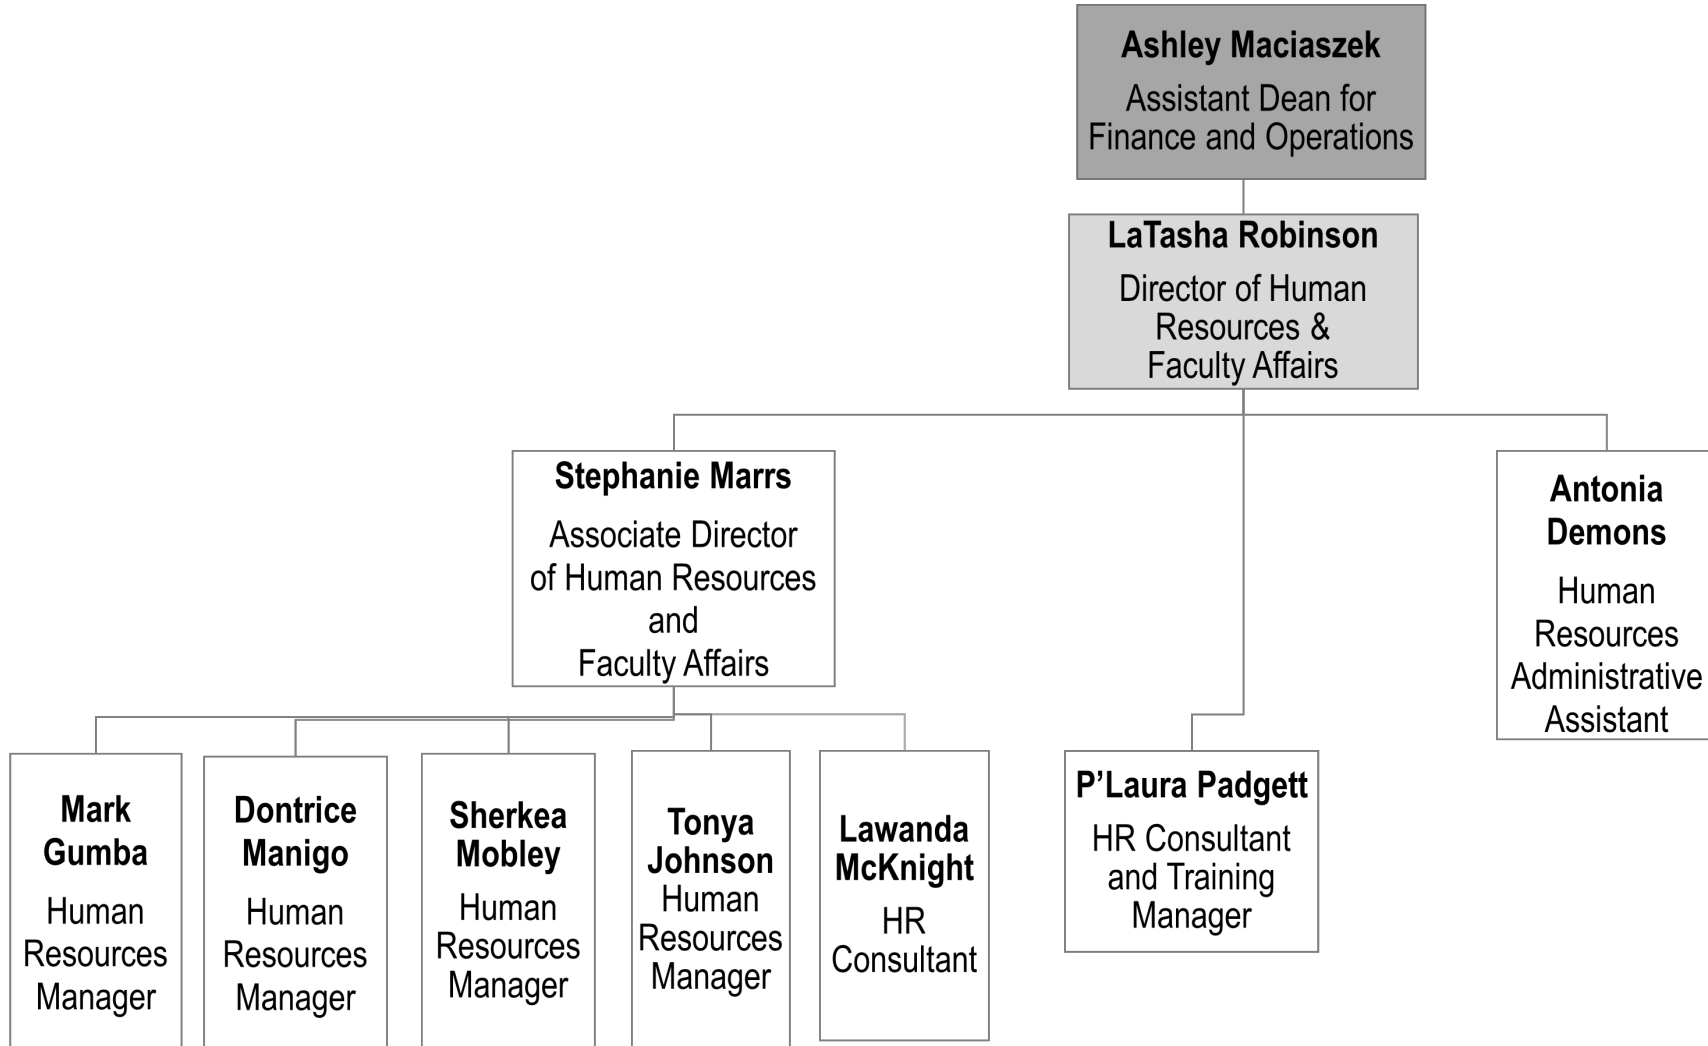 Ashley Maciaszek
Assistant Dean for
Finance and Operations
LaTasha Robinson
Director of Human
Resources &
Faculty Affairs
Stephanie Marrs
Associate Director
of Human Resources
and
Faculty Affairs
Antonia
Demons
Human
Resources
Administrative
Assistant
Mark
Gumba
Human
Resources
Manager
Dontrice
Manigo
Human
Resources
Manager
Sherkea
Mobley
Human
Resources
Manager
Tonya
Johnson
Human
Resources
Manager
Lawanda
McKnight
HR
Consultant
P’Laura Padgett
HR Consultant
and Training
Manager